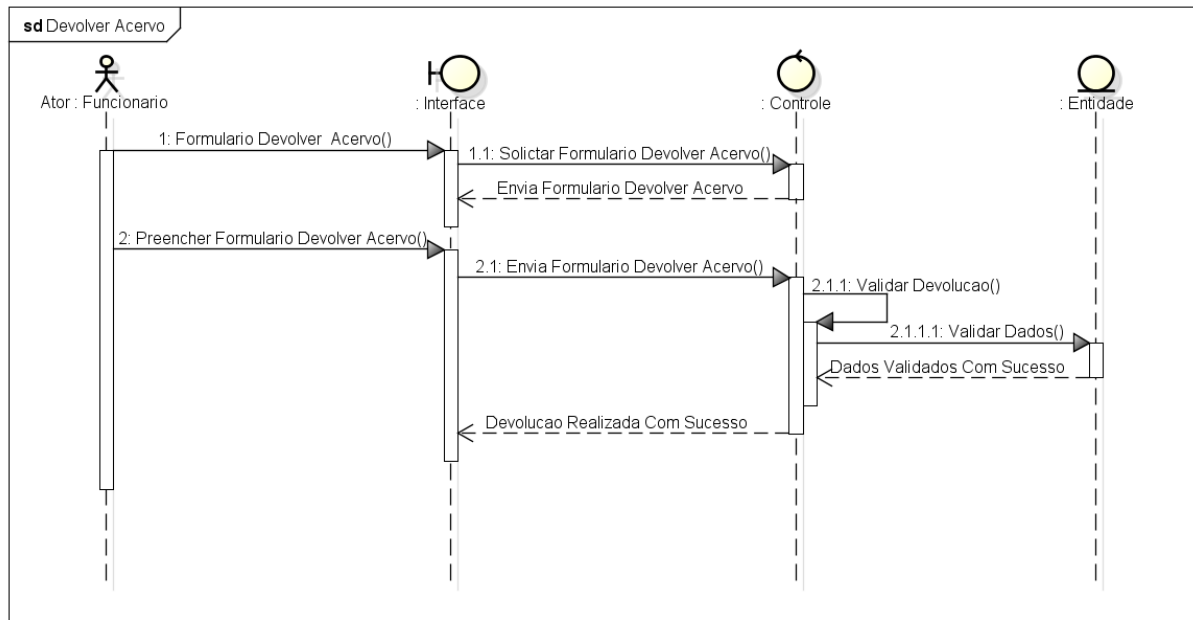 sd Devolver Acervo
Ator : Funcionario
: Interface
: Controle
: Entidade
1: Formulario Devolver Acervo()
1.1: Solictar Formulario Devolver Acervo()
Envia Formulario Devolver Acervo
2: Preencher Formulario Devolver Acervo()
2.1: Envia Formulario Devolver Acervo()
2.1.1: Validar Devolucao()
2.1.1.1: Validar Dados()
Dados Validados Com Sucesso
Devolucao Realizada Com Sucesso